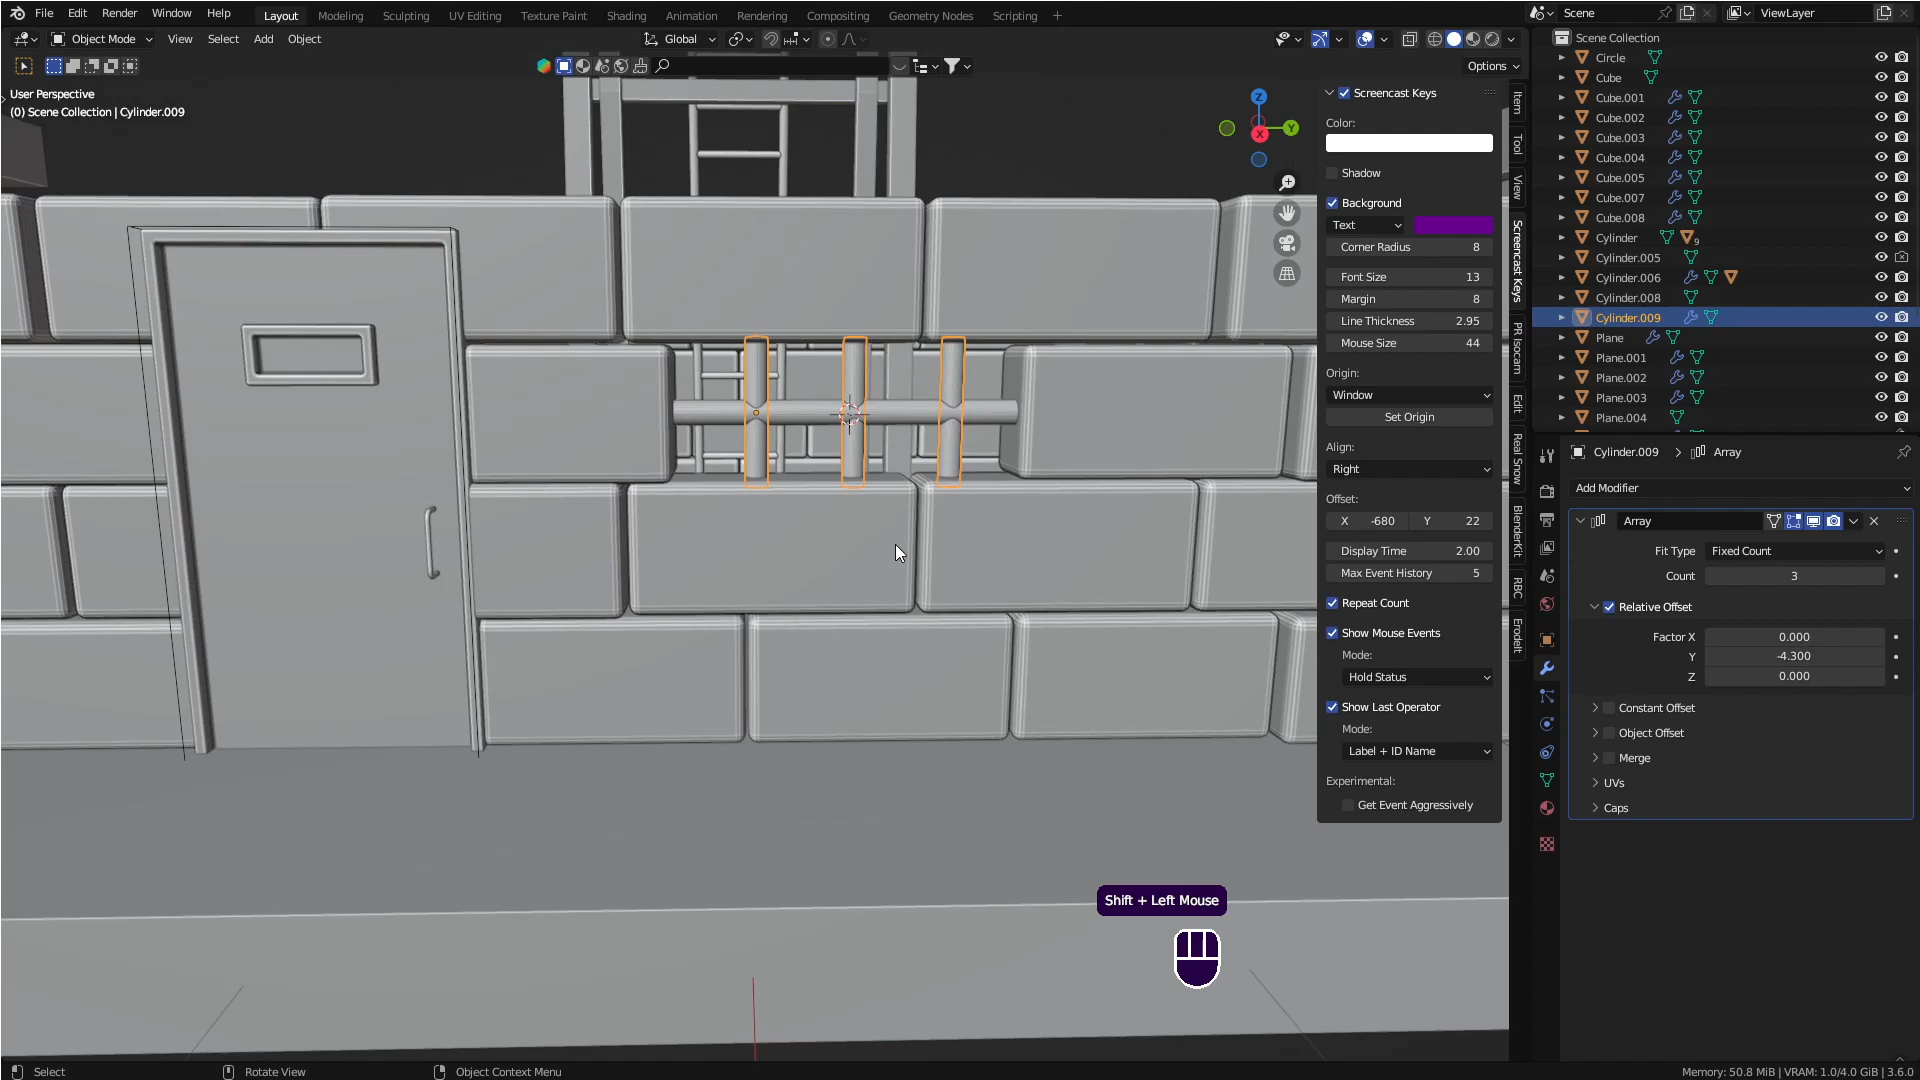 File Edit Render Window Help Layout Modeling Sculpting UV Editing Texture Paint Shading Animation Rendering Compositing Geometry Nodes Scripting + Scene ViewLayer
Object Mode View Select Add Object Global
Options
User Perspective
(0) Scene Collection | Cylinder.009
Z
Y
X
Screencast Keys
Color:
Shadow
Background
Text
Corner Radius 8
Font Size 13
Margin 8
Line Thickness 2.95
Mouse Size 44
Origin:
Window
Set Origin
Align:
Right
Offset:
X -680 Y 22
Display Time 2.00
Max Event History 5
Repeat Count
Show Mouse Events
Mode:
Hold Status
Show Last Operator
Mode:
Label + ID Name
Experimental:
Get Event Aggressively
Item
Tool
View
Screencast Keys
PR Isocam
Edit
Real Snow
BlenderKit
RBC
Erodelt
Scene Collection
Circle
Cube
Cube.001
Cube.002
Cube.003
Cube.004
Cube.005
Cube.007
Cube.008
Cylinder 9
Cylinder.005
Cylinder.006
Cylinder.008
Cylinder.009
Plane
Plane.001
Plane.002
Plane.003
Plane.004
Cylinder.009 > Array
Add Modifier
Array
Fit Type Fixed Count
Count 3
Relative Offset
Factor X 0.000
Y -4.300
Z 0.000
Constant Offset
Object Offset
Merge
UVs
Caps
Shift + Left Mouse
Select Rotate View Object Context Menu Memory: 50.8 MiB | VRAM: 1.0/4.0 GiB | 3.6.0